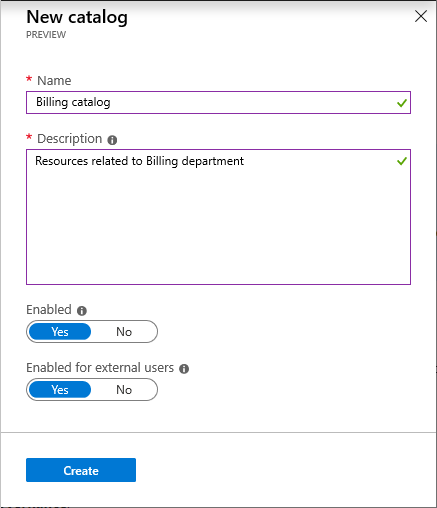 New catalog
PREVIEW
* Name
Billing catalog
* Description
Resources related to Billing department
Enabled
Yes No
Enabled for external users
Yes No
Create